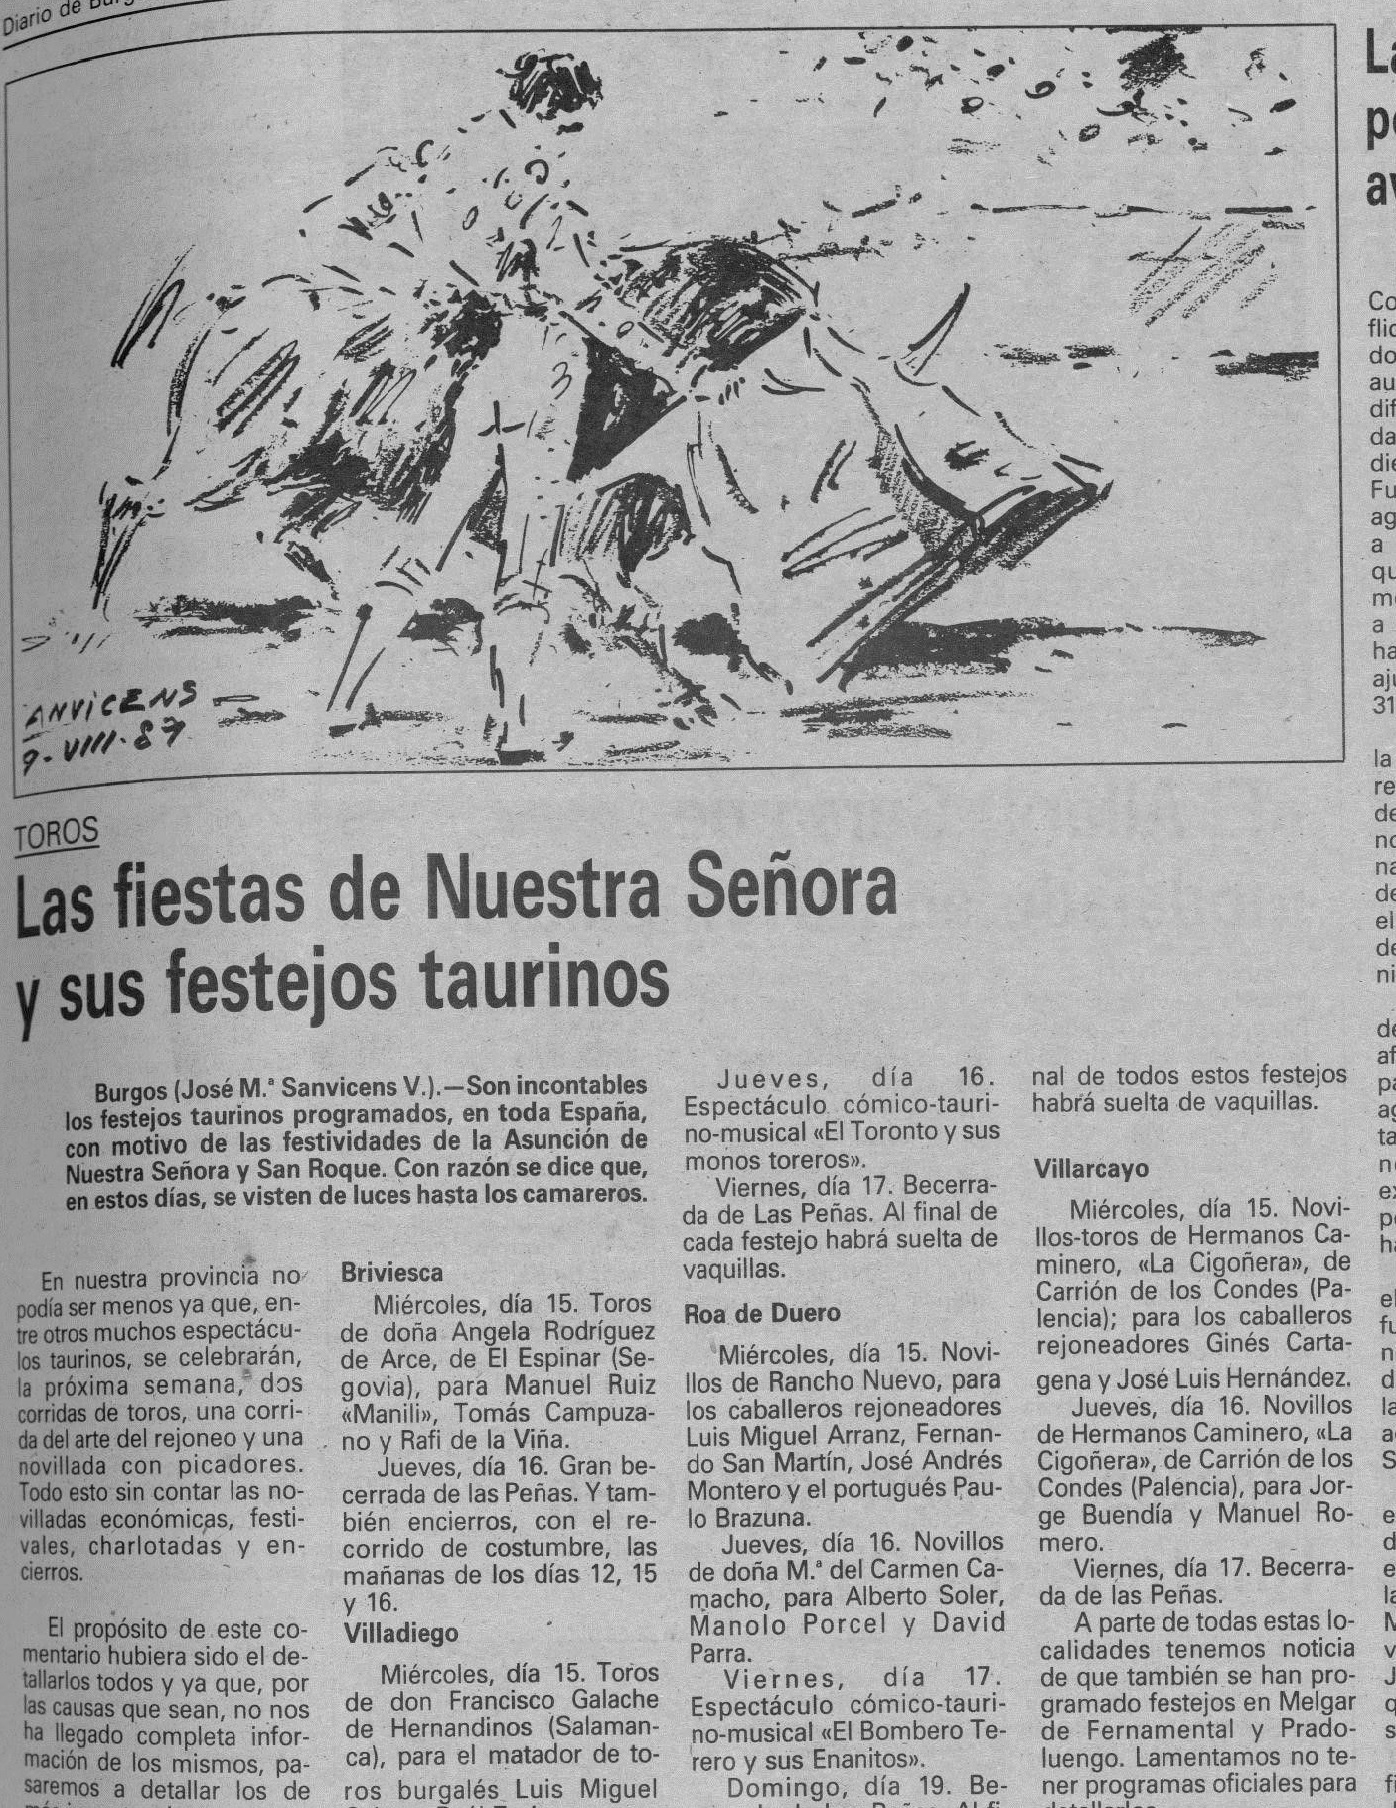 Diario de
ANVICENS
9-VIII-87
TOROS
Las fiestas de Nuestra Señora
y sus festejos taurinos
Burgos (José M.ª Sanvicens V.).—Son incontables
los festejos taurinos programados, en toda España,
con motivo de las festividades de la Asunción de
Nuestra Señora y San Roque. Con razón se dice que,
en estos días, se visten de luces hasta los camareros.
En nuestra provincia no
podía ser menos ya que, en-
tre otros muchos espectácu-
los taurinos, se celebrarán,
la próxima semana, dos
corridas de toros, una corri-
da del arte del rejoneo y una
novillada con picadores.
Todo esto sin contar las no-
villadas económicas, festi-
vales, charlotadas y en-
cierros.
El propósito de este co-
mentario hubiera sido el de-
tallarlos todos y ya que, por
las causas que sean, no nos
ha llegado completa infor-
mación de los mismos, pa-
saremos a detallar los de
Briviesca
Miércoles, día 15. Toros
de doña Angela Rodríguez
de Arce, de El Espinar (Se-
govia), para Manuel Ruiz
«Manili», Tomás Campuza-
no y Rafi de la Viña.
Jueves, día 16. Gran be-
cerrada de las Peñas. Y tam-
bién encierros, con el re-
corrido de costumbre, las
mañanas de los días 12, 15
y 16.
Villadiego
Miércoles, día 15. Toros
de don Francisco Galache
de Hernandinos (Salaman-
ca), para el matador de to-
ros burgalés Luis Miguel
Jueves, día 16.
Espectáculo cómico-tauri-
no-musical «El Toronto y sus
monos toreros».
Viernes, día 17. Becerra-
da de Las Peñas. Al final de
cada festejo habrá suelta de
vaquillas.
Roa de Duero
Miércoles, día 15. Novi-
llos de Rancho Nuevo, para
los caballeros rejoneadores
Luis Miguel Arranz, Fernan-
do San Martín, José Andrés
Montero y el portugués Pau-
lo Brazuna.
Jueves, día 16. Novillos
de doña M.ª del Carmen Ca-
macho, para Alberto Soler,
Manolo Porcel y David
Parra.
Viernes, día 17.
Espectáculo cómico-tauri-
no-musical «El Bombero To-
rero y sus Enanitos».
Domingo, día 19. Be-
nal de todos estos festejos
habrá suelta de vaquillas.
Villarcayo
Miércoles, día 15. Novi-
llos-toros de Hermanos Ca-
minero, «La Cigoñera», de
Carrión de los Condes (Pa-
lencia); para los caballeros
rejoneadores Ginés Carta-
gena y José Luis Hernández.
Jueves, día 16. Novillos
de Hermanos Caminero, «La
Cigoñera», de Carrión de los
Condes (Palencia), para Jor-
ge Buendía y Manuel Ro-
mero.
Viernes, día 17. Becerra-
da de las Peñas.
A parte de todas estas lo-
calidades tenemos noticia
de que también se han pro-
gramado festejos en Melgar
de Fernamental y Prado-
luengo. Lamentamos no te-
ner programas oficiales para